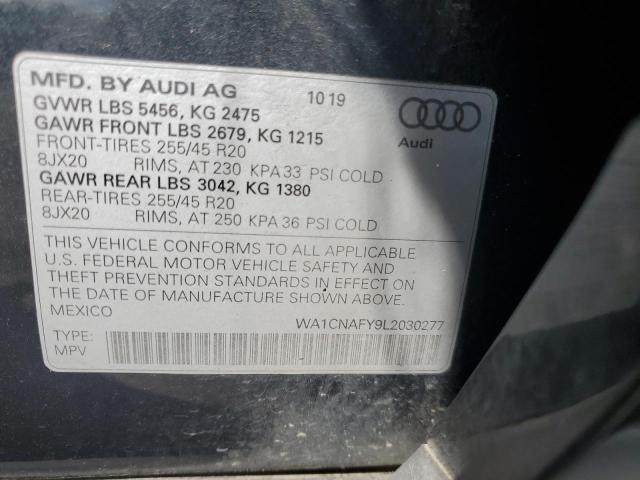 MFD. BY AUDI AG 10 19
GVWR LBS 5456, KG 2475
GAWR FRONT LBS 2679, KG 1215
FRONT-TIRES 255/45 R20
8JX20 RIMS, AT 230 KPA 33 PSI COLD
GAWR REAR LBS 3042, KG 1380
REAR-TIRES 255/45 R20
8JX20 RIMS, AT 250 KPA 36 PSI COLD
Audi
THIS VEHICLE CONFORMS TO ALL APPLICABLE
U.S. FEDERAL MOTOR VEHICLE SAFETY AND
THEFT PREVENTION STANDARDS IN EFFECT ON
THE DATE OF MANUFACTURE SHOWN ABOVE.
MEXICO
WA1CNAFY9L2030277
TYPE:
MPV